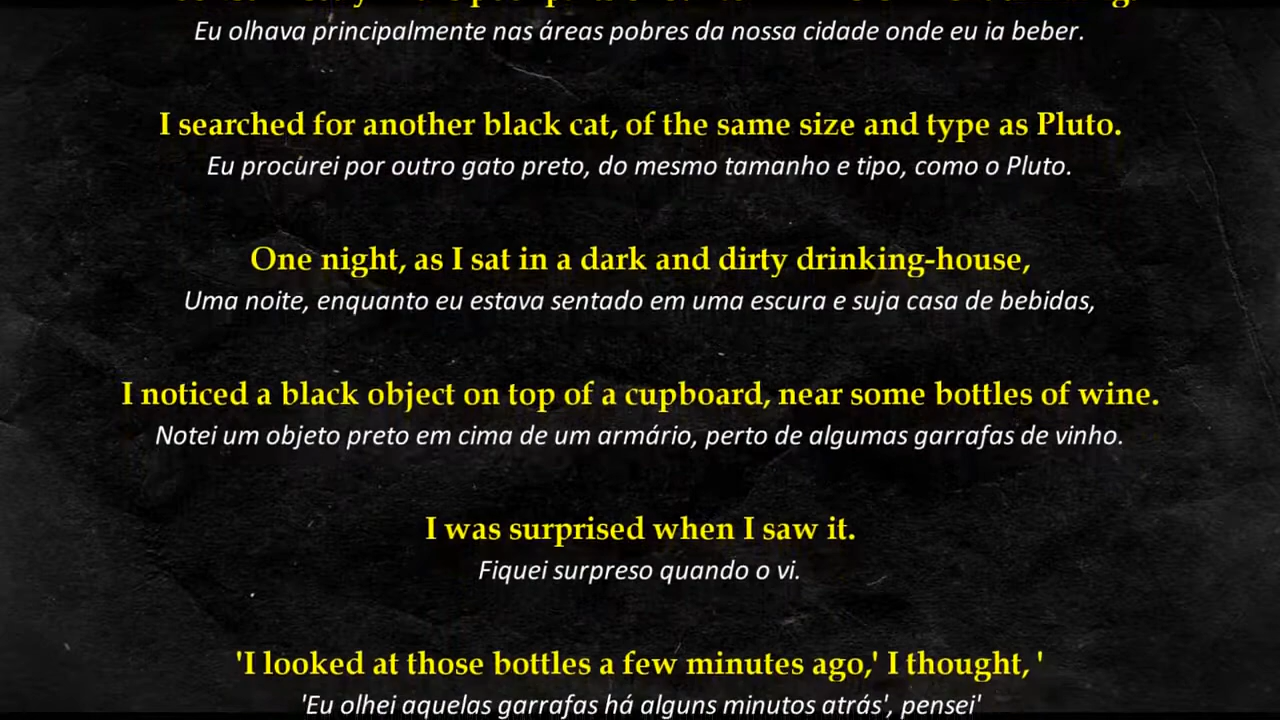 Eu olhava principalmente nas áreas pobres da nossa cidade onde eu ia beber.
I searched for another black cat, of the same size and type as Pluto.
Eu procurei por outro gato preto, do mesmo tamanho e tipo, como o Pluto.
One night, as I sat in a dark and dirty drinking-house,
Uma noite, enquanto eu estava sentado em uma escura e suja casa de bebidas,
I noticed a black object on top of a cupboard, near some bottles of wine.
Notei um objeto preto em cima de um armário, perto de algumas garrafas de vinho.
I was surprised when I saw it.
Fiquei surpreso quando o vi.
'I looked at those bottles a few minutes ago,' I thought, '
'Eu olhei aquelas garrafas há alguns minutos atrás', pensei'